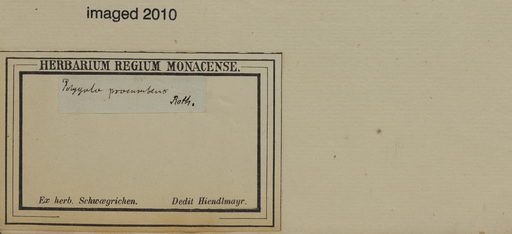 imaged 2010
HERBARIUM REGIUM MONACENSE.
Polygala procumbens
Roth.
Ex herb. Schwægrichen. Dedit Hiendlmayr.